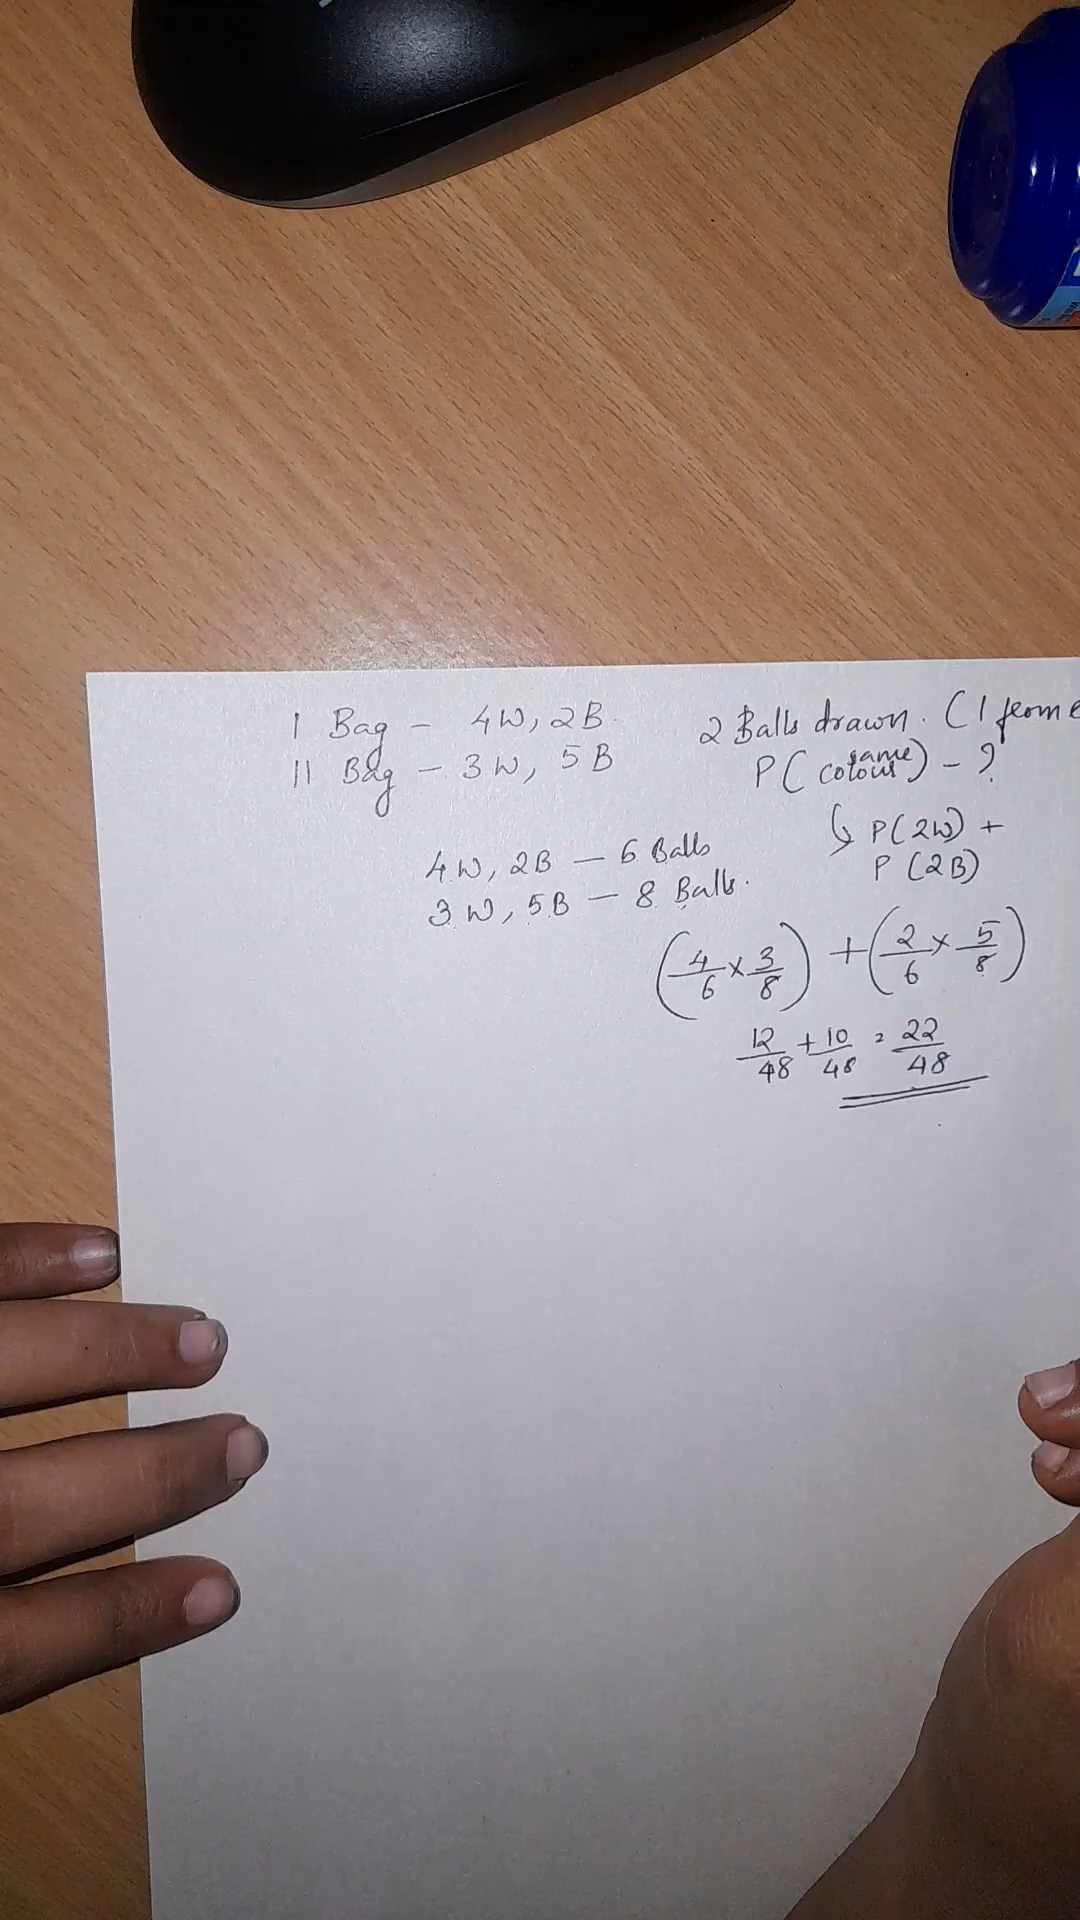 I Bag - 4W, 2B.
II Bag - 3W, 5B
2 Balls drawn. (1 from
P(same colour) - ?
↳ P(2W) +
P(2B)
4W, 2B - 6 Balls
3W, 5B - 8 Balls.
(4/6 × 3/8) + (2/6 × 5/8)
12/48 + 10/48 = 22/48